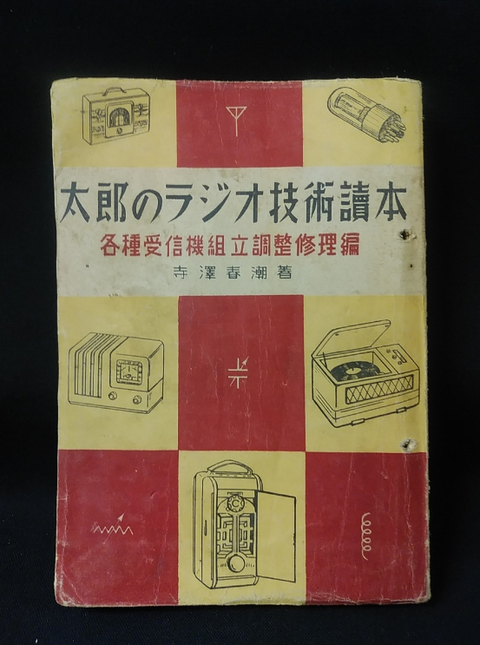 太郎のラジオ技術讀本
各種受信機組立調整修理編
寺澤春潮著